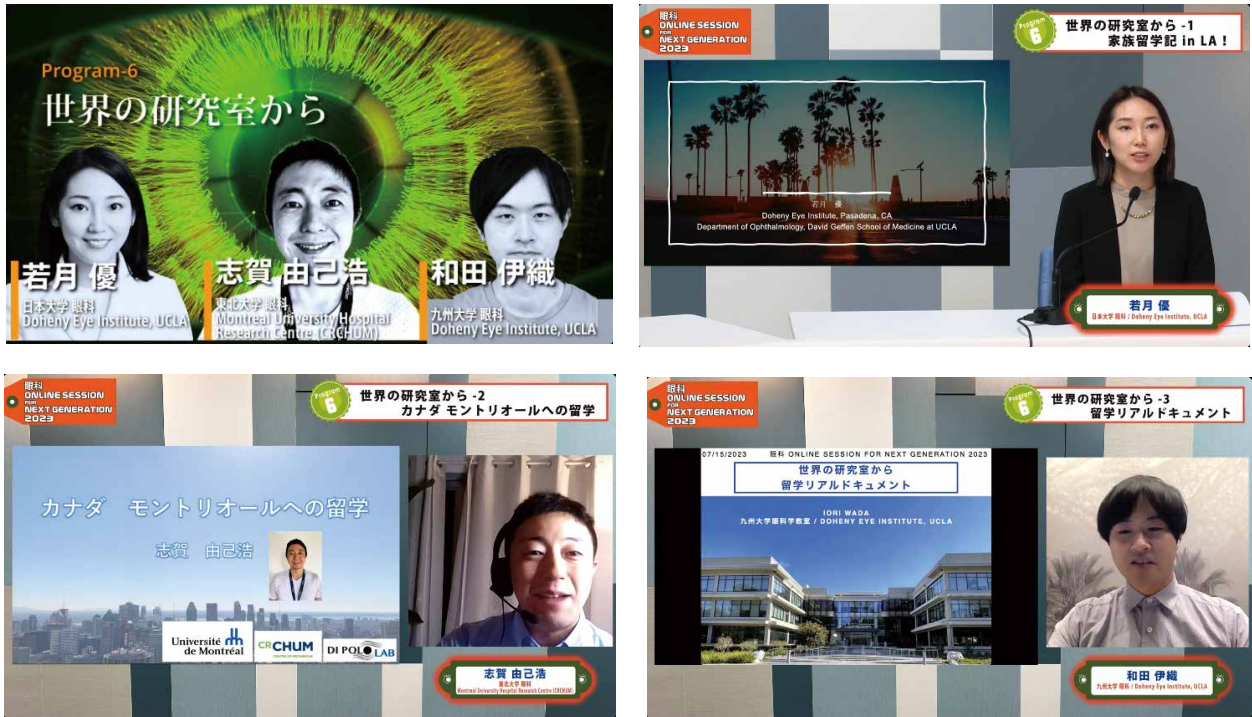 Program-6
世界の研究室から
若月 優
日本大学 眼科
Doheny Eye Institute, UCLA
志賀 由己浩
東北大学 眼科
Montreal University Hospital
Research Centre (CRCHUM)
和田 伊織
九州大学 眼科
Doheny Eye Institute, UCLA
眼科
ONLINE SESSION
FOR
NEXT GENERATION
2023
Program
6
世界の研究室から -1
家族留学記 in LA！
若月 優
Doheny Eye Institute, Pasadena, CA
Department of Ophthalmology, David Geffen School of Medicine at UCLA
若月 優
日本大学 眼科 / Doheny Eye Institute, UCLA
眼科
ONLINE SESSION
FOR
NEXT GENERATION
2023
Program
6
世界の研究室から -2
カナダ モントリオールへの留学
カナダ　モントリオールへの留学
志賀　由己浩
Université
de Montréal
CRCHUM
DI POLO LAB
志賀 由己浩
東北大学 眼科
Montreal University Hospital Research Centre (CRCHUM)
眼科
ONLINE SESSION
FOR
NEXT GENERATION
2023
Program
6
世界の研究室から -3
留学リアルドキュメント
07/15/2023 眼科 ONLINE SESSION FOR NEXT GENERATION 2023
世界の研究室から
留学リアルドキュメント
IORI WADA
九州大学眼科学教室 / DOHENY EYE INSTITUTE, UCLA
和田 伊織
九州大学 眼科 / Doheny Eye Institute, UCLA